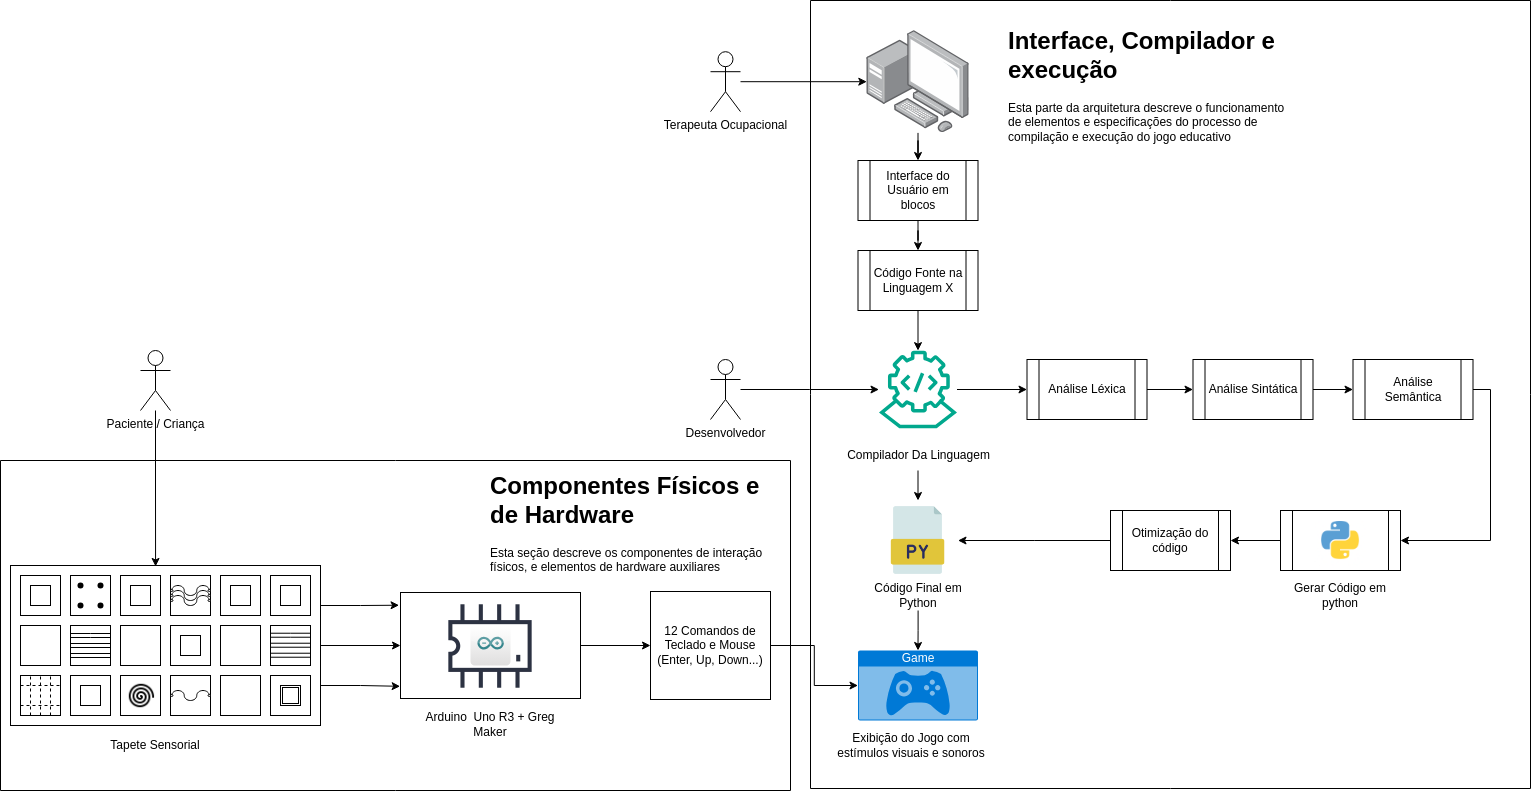 Interface, Compilador e
execução
Esta parte da arquitetura descreve o funcionamento
de elementos e especificações do processo de
compilação e execução do jogo educativo
Terapeuta Ocupacional
Interface do
Usuário em
blocos
Código Fonte na
Linguagem X
Desenvolvedor
Compilador Da Linguagem
Análise Léxica
Análise Sintática
Análise
Semântica
Gerar Código em
python
Otimização do
código
PY
Código Final em
Python
Game
Exibição do Jogo com
estímulos visuais e sonoros
Paciente / Criança
Componentes Físicos e
de Hardware
Esta seção descreve os componentes de interação
físicos, e elementos de hardware auxiliares
Tapete Sensorial
Arduino Uno R3 + Greg
Maker
12 Comandos de
Teclado e Mouse
(Enter, Up, Down...)